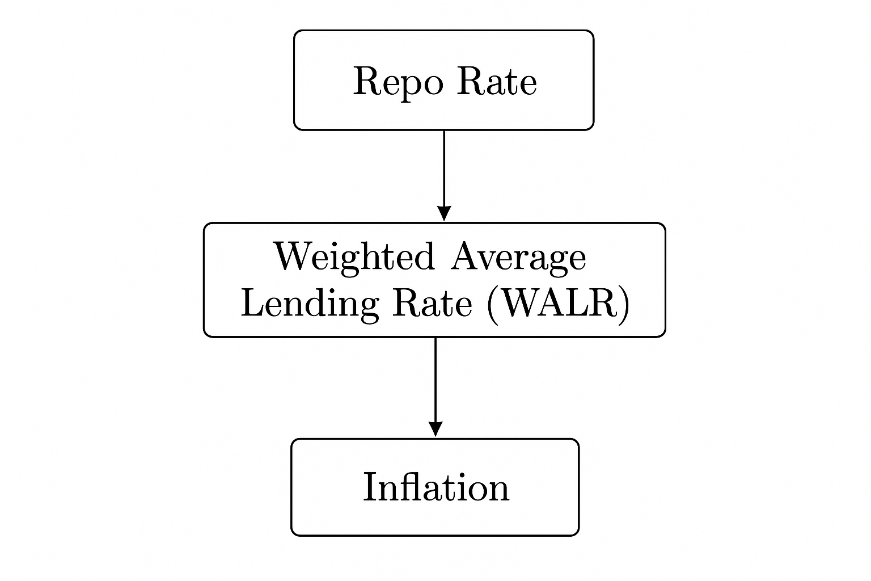 Repo Rate
Weighted Average
Lending Rate (WALR)
Inflation